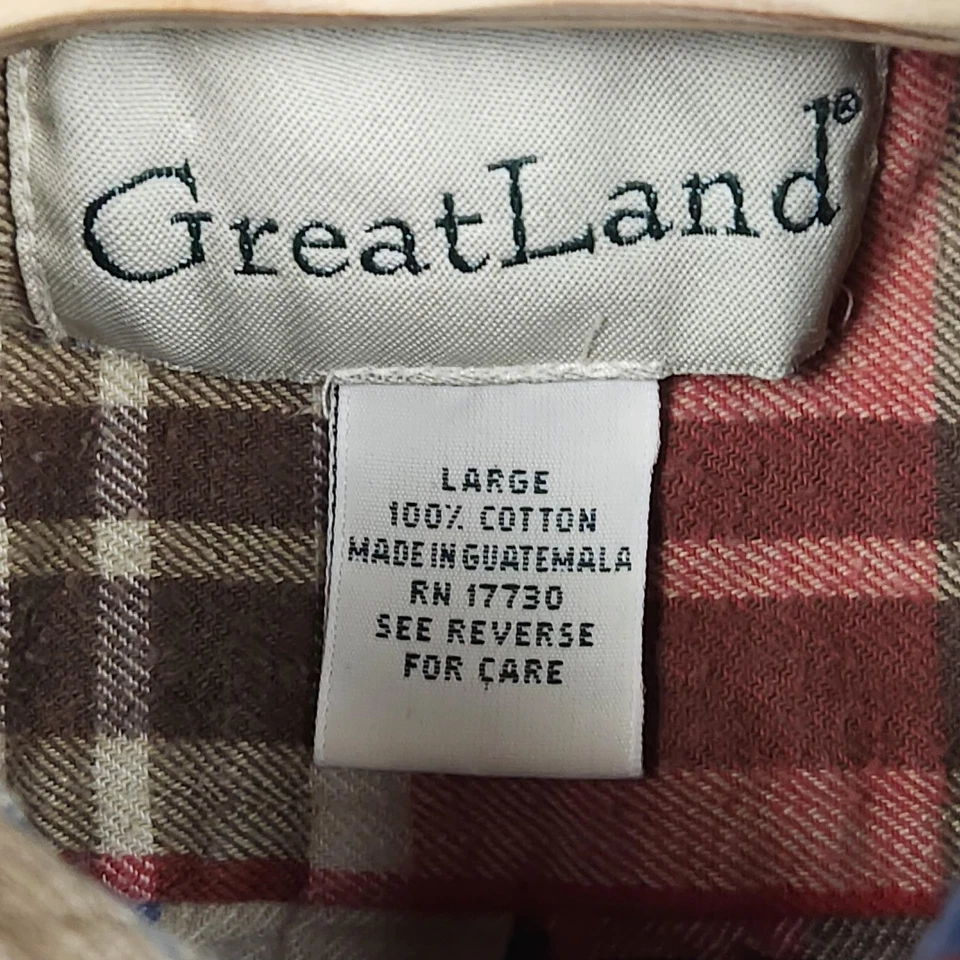 GreatLand®
LARGE
100% COTTON
MADE IN GUATEMALA
RN 17730
SEE REVERSE
FOR CARE